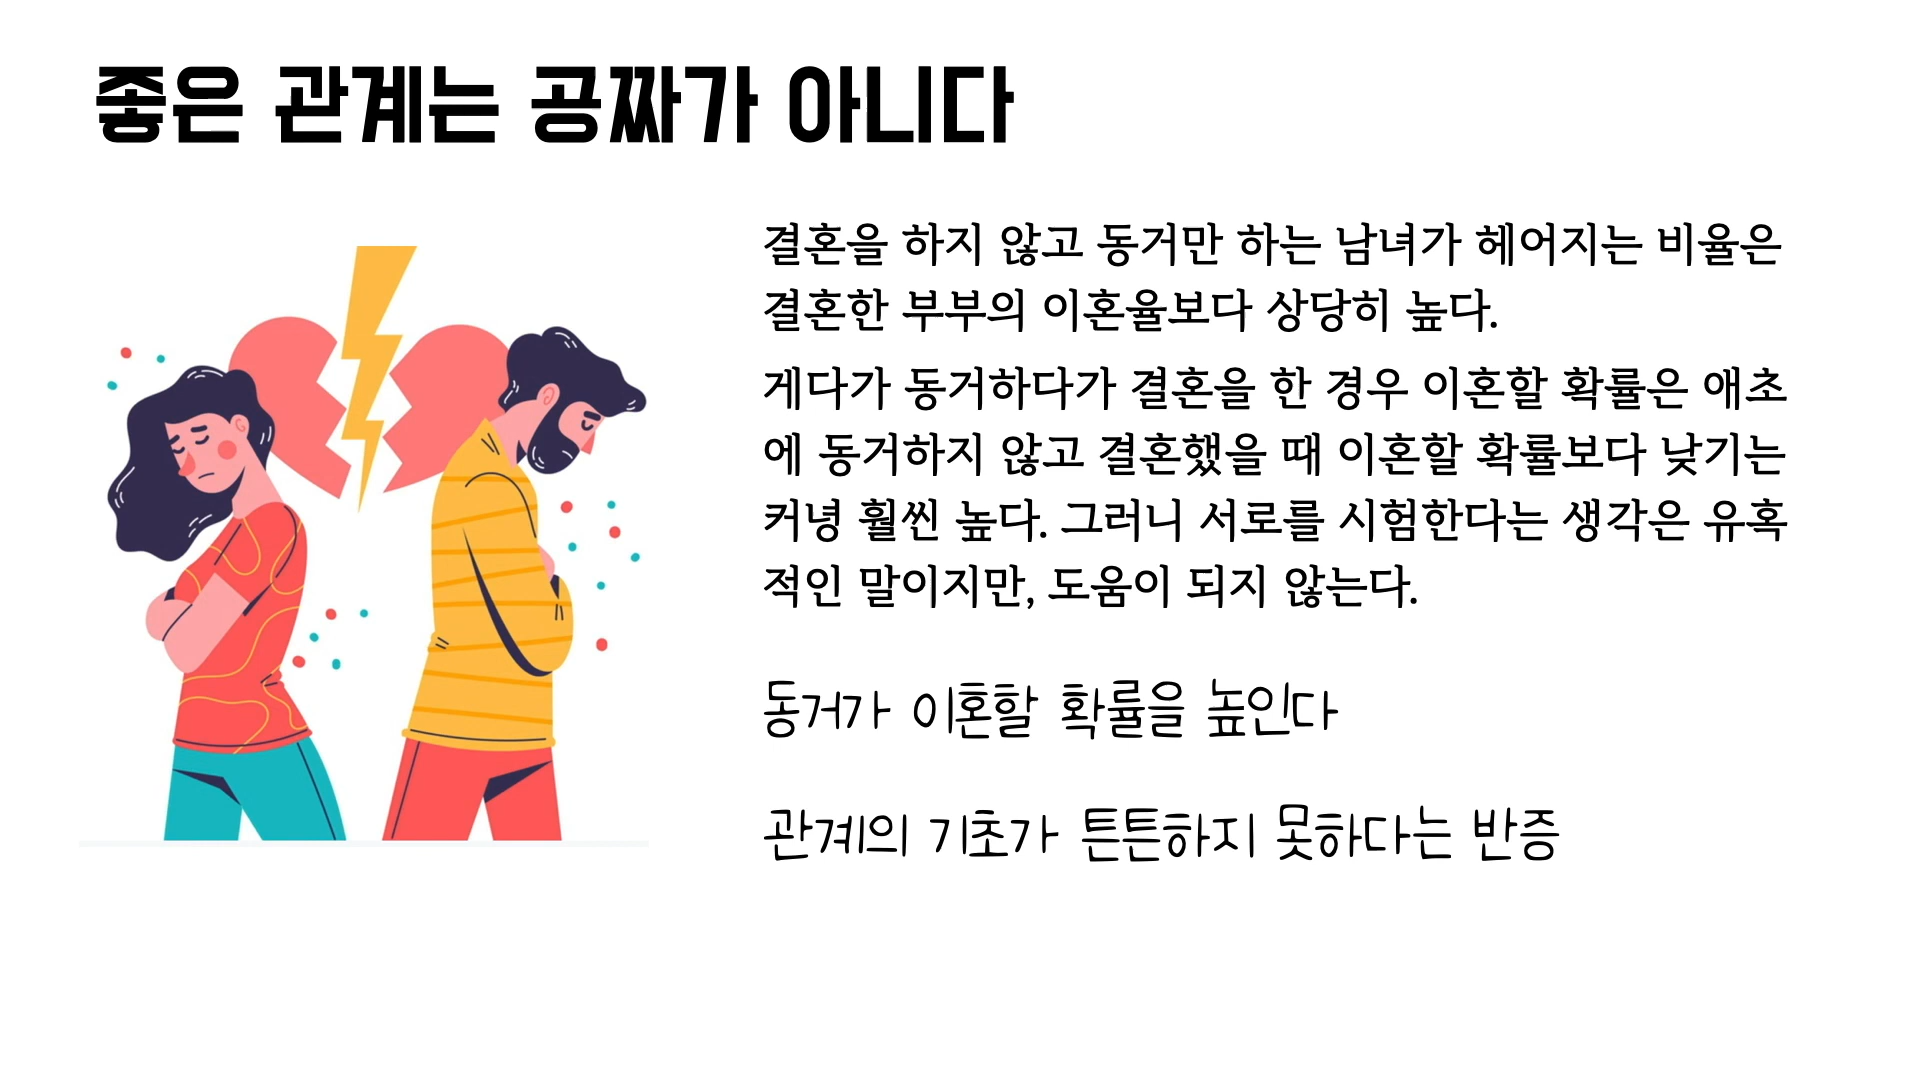 좋은 관계는 공짜가 아니다
결혼을 하지 않고 동거만 하는 남녀가 헤어지는 비율은
결혼한 부부의 이혼율보다 상당히 높다.
게다가 동거하다가 결혼을 한 경우 이혼할 확률은 애초
에 동거하지 않고 결혼했을 때 이혼할 확률보다 낮기는
커녕 훨씬 높다. 그러니 서로를 시험한다는 생각은 유혹
적인 말이지만, 도움이 되지 않는다.
동거가 이혼할 확률을 높인다
관계의 기초가 튼튼하지 못하다는 반증